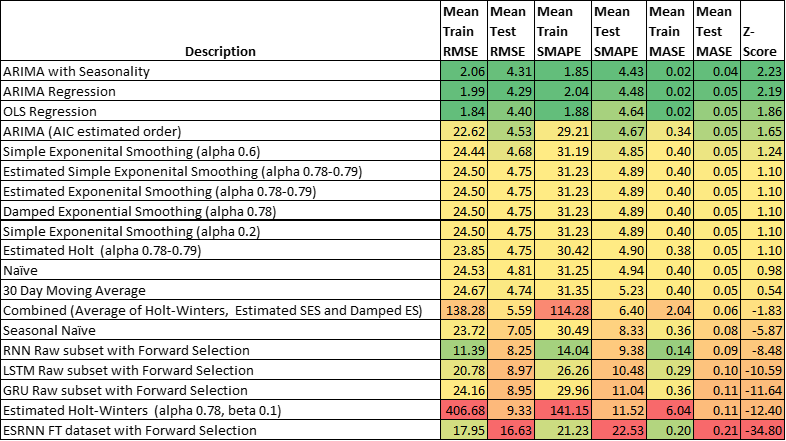 Description Mean Train RMSE Mean Test RMSE Mean Train SMAPE Mean Test SMAPE Mean Train MASE Mean Test MASE Z-Score
ARIMA with Seasonality 2.06 4.31 1.85 4.43 0.02 0.04 2.23
ARIMA Regression 1.99 4.29 2.04 4.48 0.02 0.05 2.19
OLS Regression 1.84 4.40 1.88 4.64 0.02 0.05 1.86
ARIMA (AIC estimated order) 22.62 4.53 29.21 4.67 0.34 0.05 1.65
Simple Exponenital Smoothing (alpha 0.6) 24.44 4.68 31.19 4.85 0.40 0.05 1.24
Estimated Simple Exponenital Smoothing (alpha 0.78-0.79) 24.50 4.75 31.23 4.89 0.40 0.05 1.10
Estimated Exponenital Smoothing (alpha 0.78-0.79) 24.50 4.75 31.23 4.89 0.40 0.05 1.10
Damped Exponenital Smoothing (alpha 0.78) 24.50 4.75 31.23 4.89 0.40 0.05 1.10
Simple Exponenital Smoothing (alpha 0.2) 24.50 4.75 31.23 4.89 0.40 0.05 1.10
Estimated Holt (alpha 0.78-0.79) 23.85 4.75 30.42 4.90 0.38 0.05 1.10
Naïve 24.53 4.81 31.25 4.94 0.40 0.05 0.98
30 Day Moving Average 24.67 4.74 31.35 5.23 0.40 0.05 0.54
Combined (Average of Holt-Winters, Estimated SES and Damped ES) 138.28 5.59 114.28 6.40 2.04 0.06 -1.83
Seasonal Naïve 23.72 7.05 30.49 8.33 0.36 0.08 -5.87
RNN Raw subset with Forward Selection 11.39 8.25 14.04 9.38 0.14 0.09 -8.48
LSTM Raw subset with Forward Selection 20.78 8.97 26.26 10.48 0.29 0.10 -10.59
GRU Raw subset with Forward Selection 24.16 8.95 29.96 11.04 0.36 0.11 -11.64
Estimated Holt-Winters (alpha 0.78, beta 0.1) 406.68 9.33 141.15 11.52 6.04 0.11 -12.40
ESRNN FT dataset with Forward Selection 17.95 16.63 21.23 22.53 0.20 0.21 -34.80